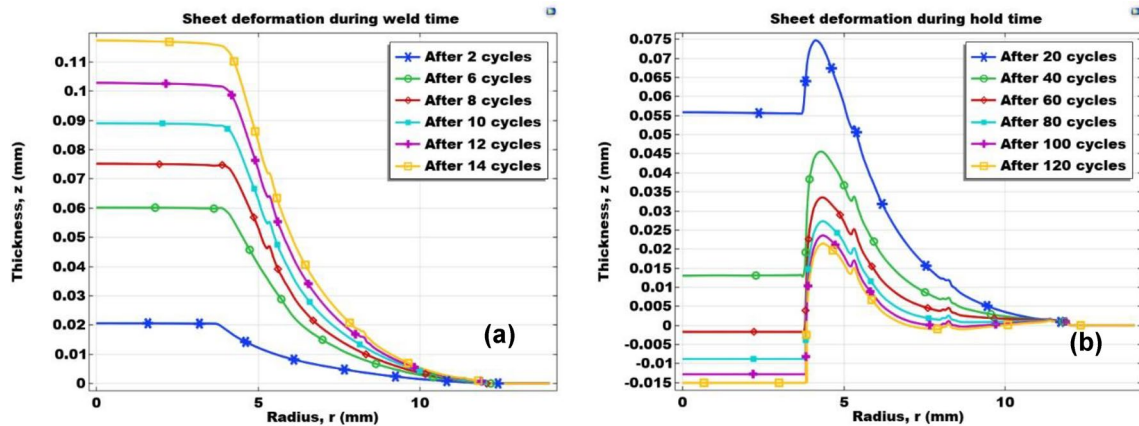 Sheet deformation during weld time
Thickness, z (mm)
0.11
0.1
0.09
0.08
0.07
0.06
0.05
0.04
0.03
0.02
0.01
0
After 2 cycles
After 6 cycles
After 8 cycles
After 10 cycles
After 12 cycles
After 14 cycles
(a)
0 5 10
Radius, r (mm)
Sheet deformation during hold time
Thickness, z (mm)
0.075
0.07
0.065
0.06
0.055
0.05
0.045
0.04
0.035
0.03
0.025
0.02
0.015
0.01
0.005
0
-0.005
-0.01
-0.015
After 20 cycles
After 40 cycles
After 60 cycles
After 80 cycles
After 100 cycles
After 120 cycles
(b)
0 5 10
Radius, r (mm)